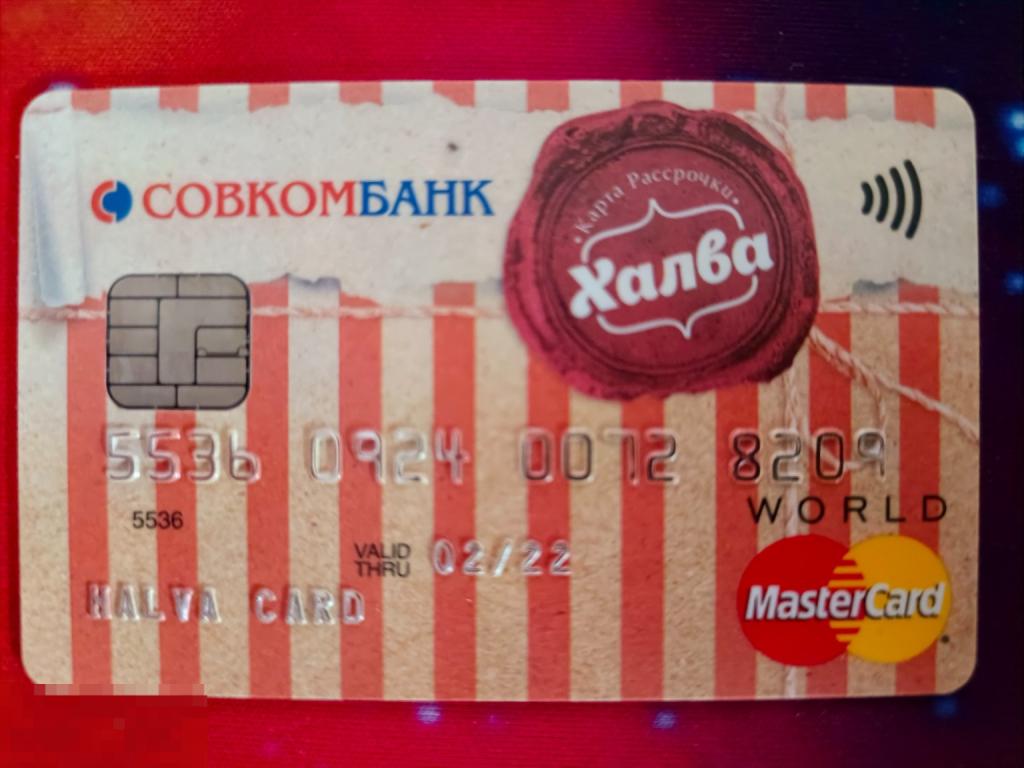 СОВКОМБАНК
• Карта Рассрочки •
Халва
5536 0924 0072 8209
5536
WORLD
VALID THRU 02/22
HALVA CARD
MasterCard